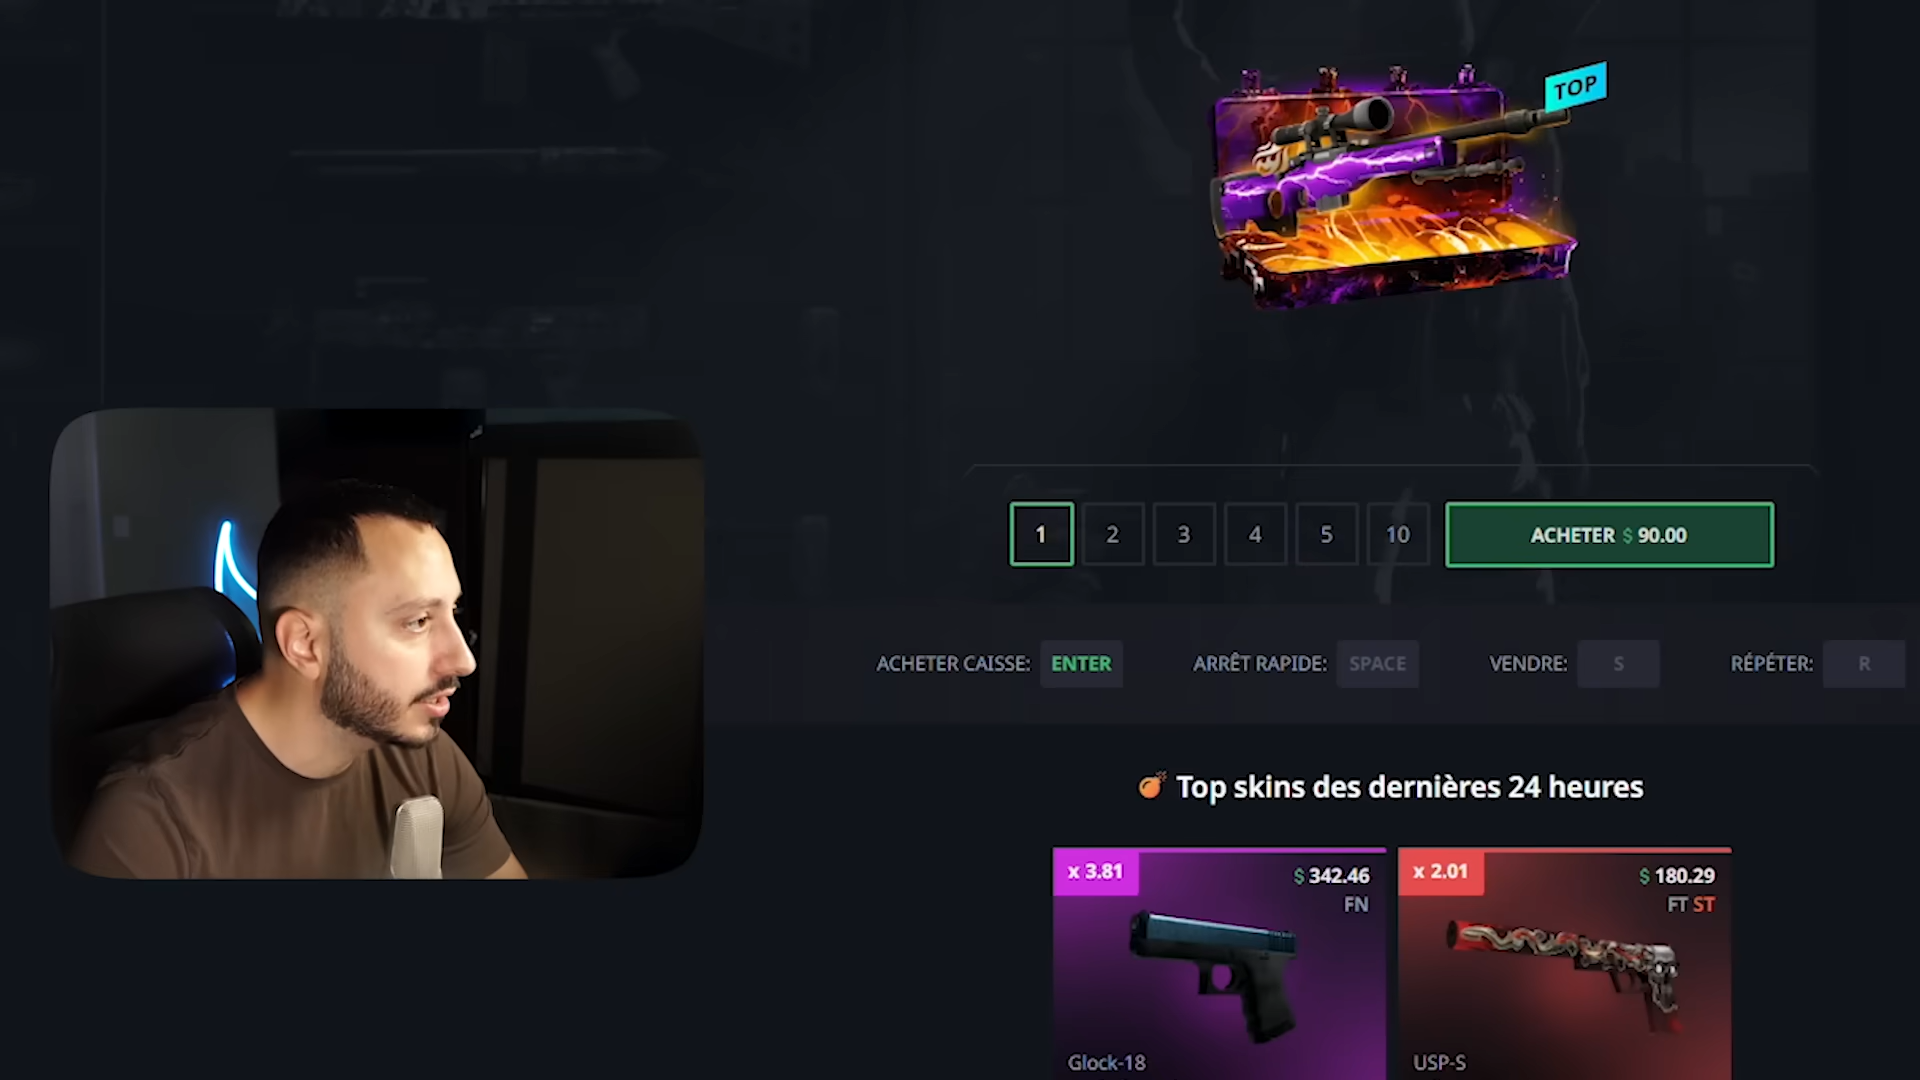 TOP
1 2 3 4 5 10 ACHETER $ 90.00
ACHETER CAISSE: ENTER ARRÊT RAPIDE: SPACE VENDRE: S RÉPÉTER: R
Top skins des dernières 24 heures
x 3.81 $ 342.46
FN
Glock-18
x 2.01 $ 180.29
FT ST
USP-S